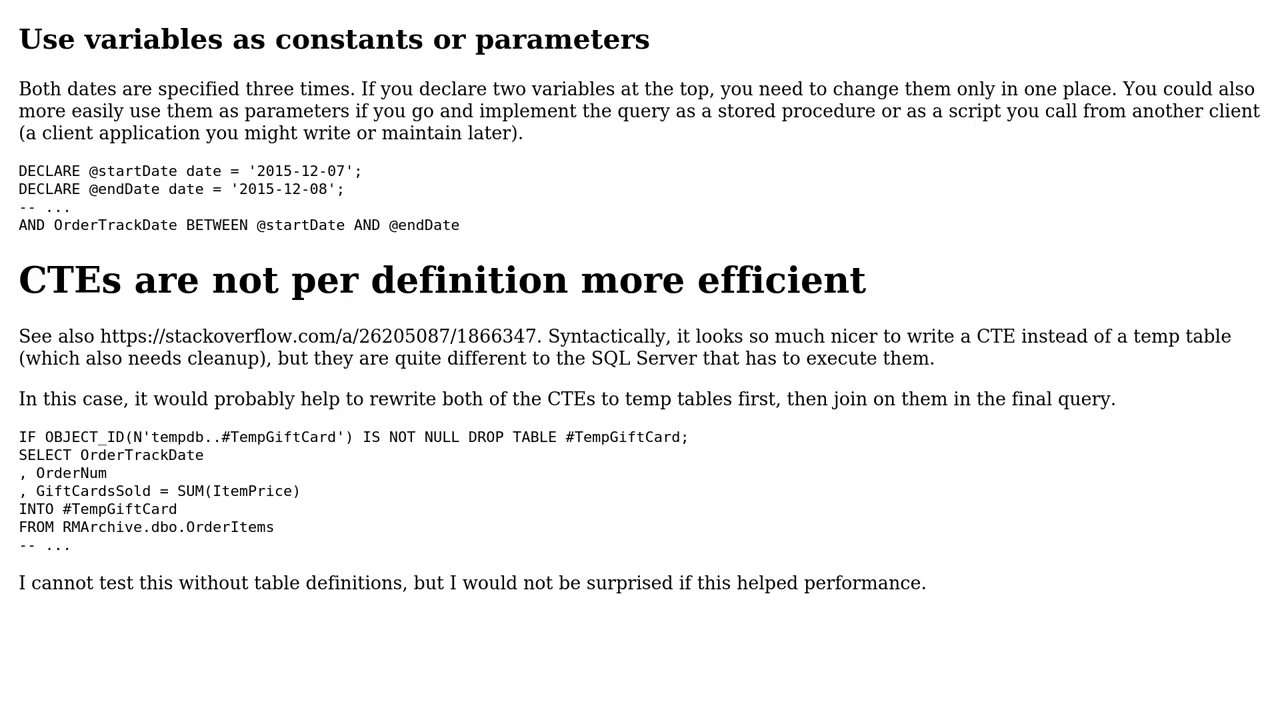 Use variables as constants or parameters
Both dates are specified three times. If you declare two variables at the top, you need to change them only in one place. You could also
more easily use them as parameters if you go and implement the query as a stored procedure or as a script you call from another client
(a client application you might write or maintain later).
DECLARE @startDate date = '2015-12-07';
DECLARE @endDate date = '2015-12-08';
-- ...
AND OrderTrackDate BETWEEN @startDate AND @endDate
CTEs are not per definition more efficient
See also https://stackoverflow.com/a/26205087/1866347. Syntactically, it looks so much nicer to write a CTE instead of a temp table
(which also needs cleanup), but they are quite different to the SQL Server that has to execute them.
In this case, it would probably help to rewrite both of the CTEs to temp tables first, then join on them in the final query.
IF OBJECT_ID(N'tempdb..#TempGiftCard') IS NOT NULL DROP TABLE #TempGiftCard;
SELECT OrderTrackDate
, OrderNum
, GiftCardsSold = SUM(ItemPrice)
INTO #TempGiftCard
FROM RMArchive.dbo.OrderItems
-- ...
I cannot test this without table definitions, but I would not be surprised if this helped performance.